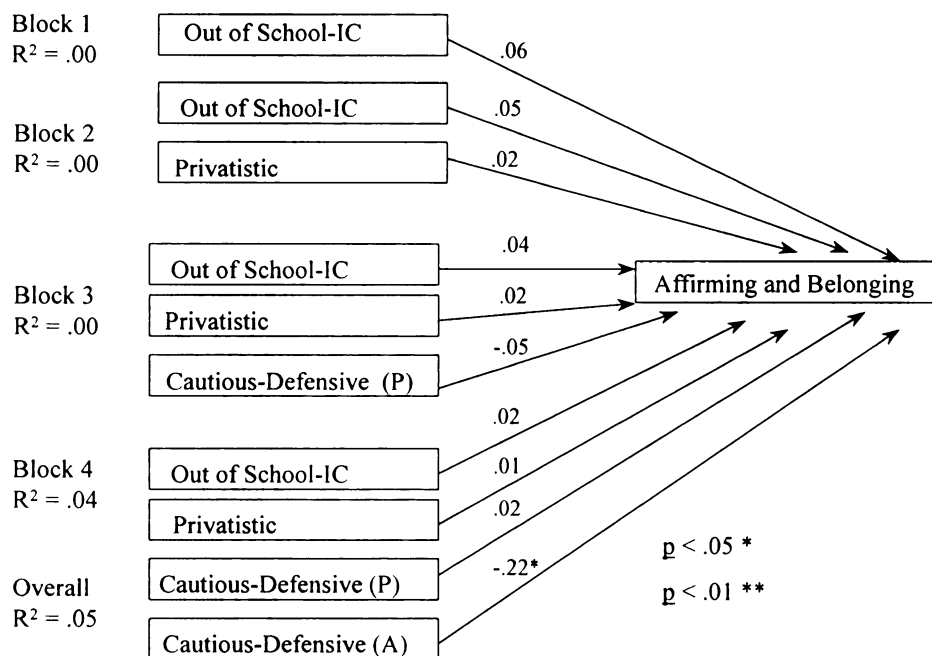 Block 1
R² = .00
Out of School-IC
.06
Block 2
R² = .00
Out of School-IC
.05
Privatistic
.02
Block 3
R² = .00
Out of School-IC
.04
Privatistic
.02
Cautious-Defensive (P)
-.05
Affirming and Belonging
Block 4
R² = .04
Out of School-IC
.02
Privatistic
.01
Cautious-Defensive (P)
.02
Cautious-Defensive (A)
-.22*
Overall
R² = .05
p < .05 *
p < .01 **